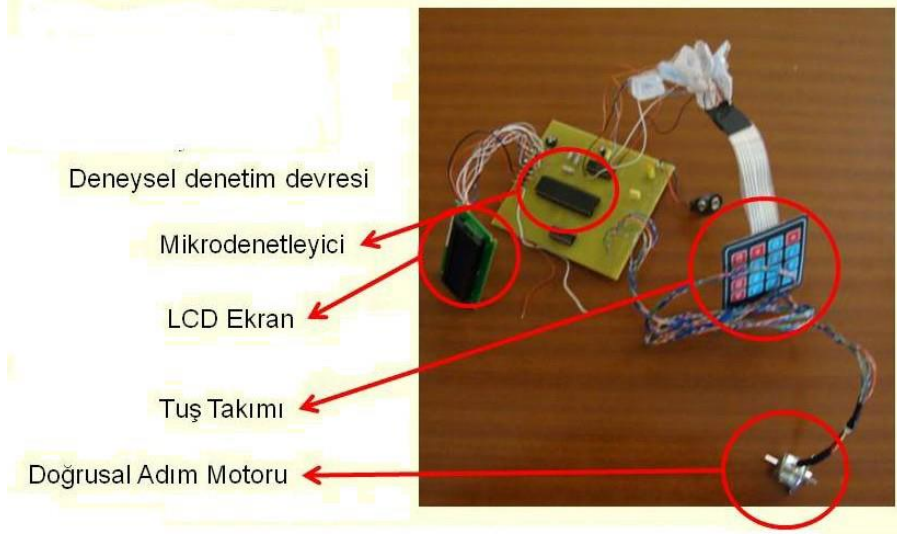 Deneysel denetim devresi
Mikrodenetleyici
LCD Ekran
Tuş Takımı
Doğrusal Adım Motoru